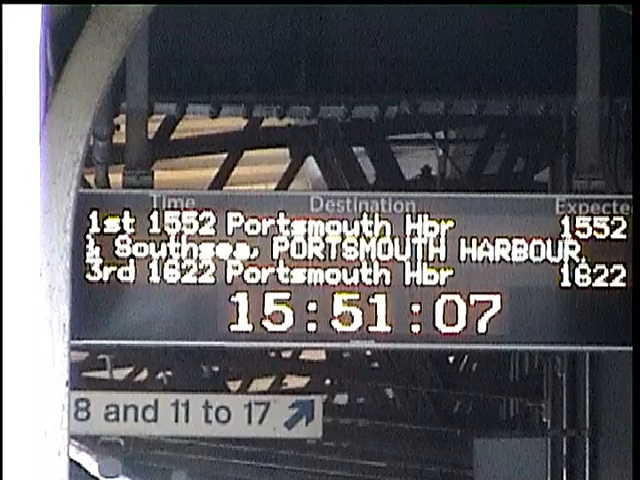 Time Destination Expecte
1st 1552 Portsmouth Hbr 1552
& Southsea, PORTSMOUTH HARBOUR.
3rd 1622 Portsmouth Hbr 1622
15:51:07
8 and 11 to 17